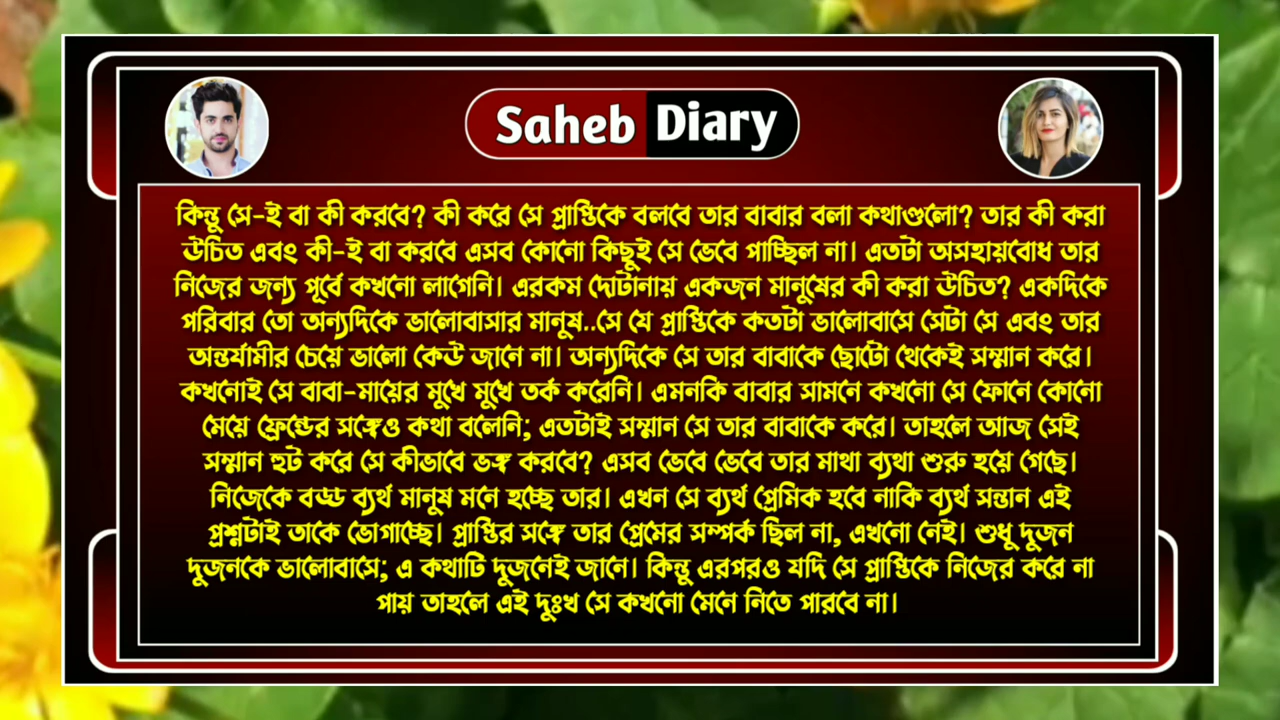 Saheb Diary
কিন্তু সে-ই বা কী করবে? কী করে সে প্রাপ্তিকে বলবে তার বাবার বলা কথাগুলো? তার কী করা
উচিত এবং কী-ই বা করবে এসব কোনো কিছুই সে ভেবে পাচ্ছিল না। এতটা অসহায়বোধ তার
নিজের জন্য পূর্বে কখনো লাগেনি। এরকম দোটানায় একজন মানুষের কী করা উচিত? একদিকে
পরিবার তো অন্যদিকে ভালোবাসার মানুষ..সে যে প্রাপ্তিকে কতটা ভালোবাসে সেটা সে এবং তার
অন্তর্যামীর চেয়ে ভালো কেউ জানে না। অন্যদিকে সে তার বাবাকে ছোটো থেকেই সম্মান করে।
কখনোই সে বাবা-মায়ের মুখে মুখে তর্ক করেনি। এমনকি বাবার সামনে কখনো সে ফোনে কোনো
মেয়ে ফ্রেন্ডের সঙ্গেও কথা বলেনি; এতটাই সম্মান সে তার বাবাকে করে। তাহলে আজ সেই
সম্মান হুট করে সে কীভাবে ভঙ্গ করবে? এসব ভেবে ভেবে তার মাথা ব্যথা শুরু হয়ে গেছে।
নিজেকে বড্ড ব্যর্থ মানুষ মনে হচ্ছে তার। এখন সে ব্যর্থ প্রেমিক হবে নাকি ব্যর্থ সন্তান এই
প্রশ্নটাই তাকে ভোগাচ্ছে। প্রাপ্তির সঙ্গে তার প্রেমের সম্পর্ক ছিল না, এখনো নেই। শুধু দুজন
দুজনকে ভালোবাসে; এ কথাটি দুজনেই জানে। কিন্তু এরপরও যদি সে প্রাপ্তিকে নিজের করে না
পায় তাহলে এই দুঃখ সে কখনো মেনে নিতে পারবে না।